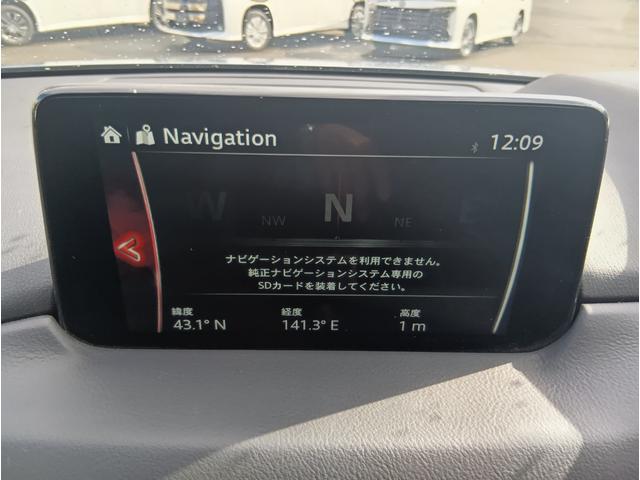 Navigation
12:09
W NW N NE E
ナビゲーションシステムを利用できません。
純正ナビゲーションシステム専用の
SDカードを装着してください。
緯度 経度 高度
43.1° N 141.3° E 1 m